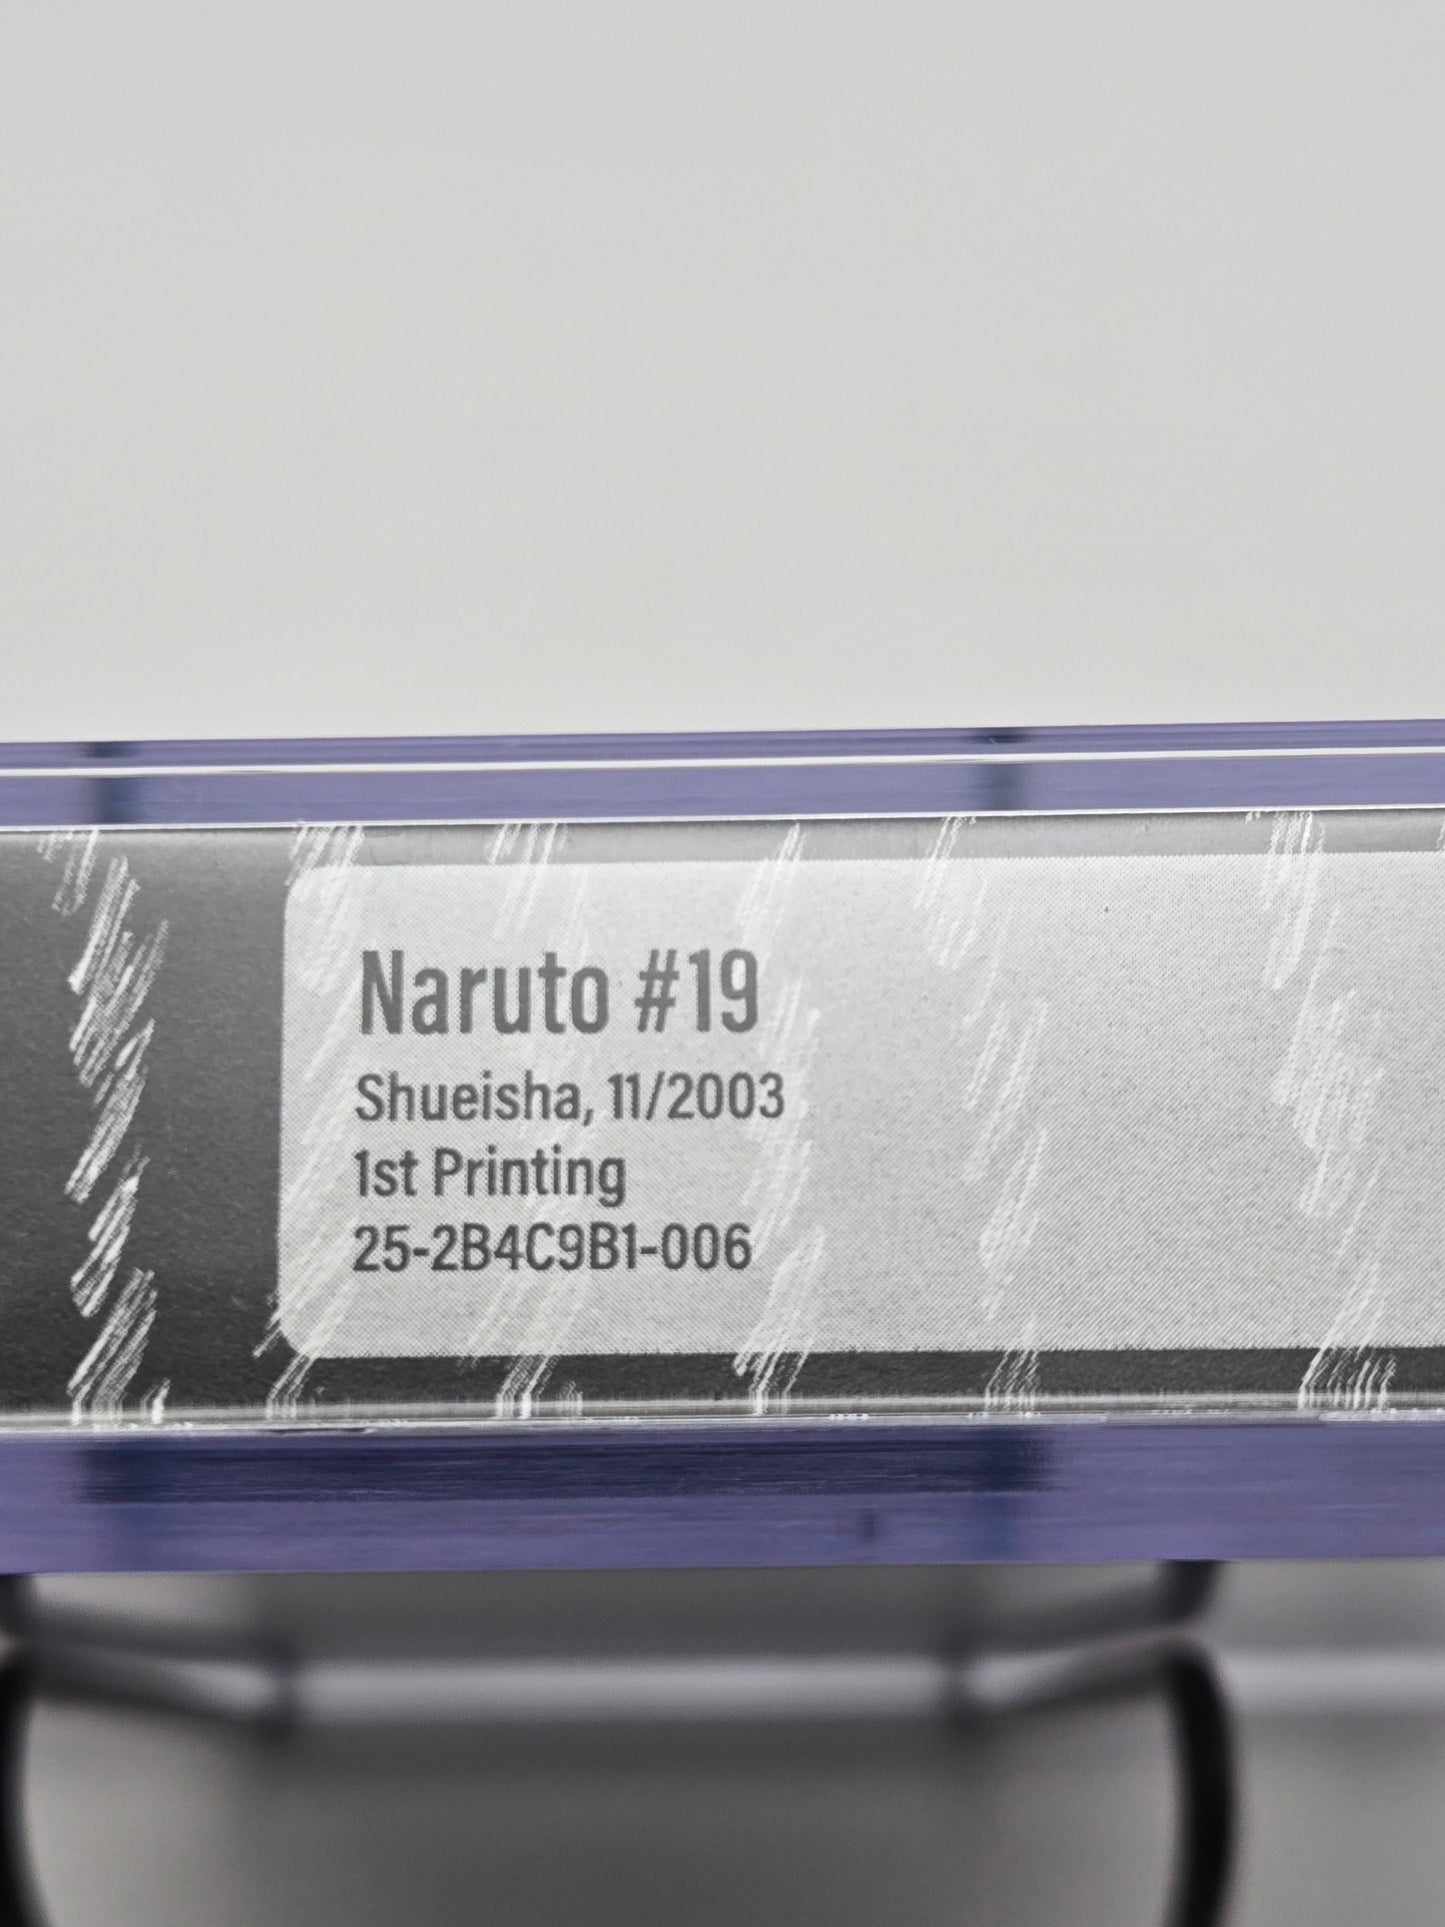 Naruto #19
Shueisha, 11/2003
1st Printing
25-2B4C9B1-006